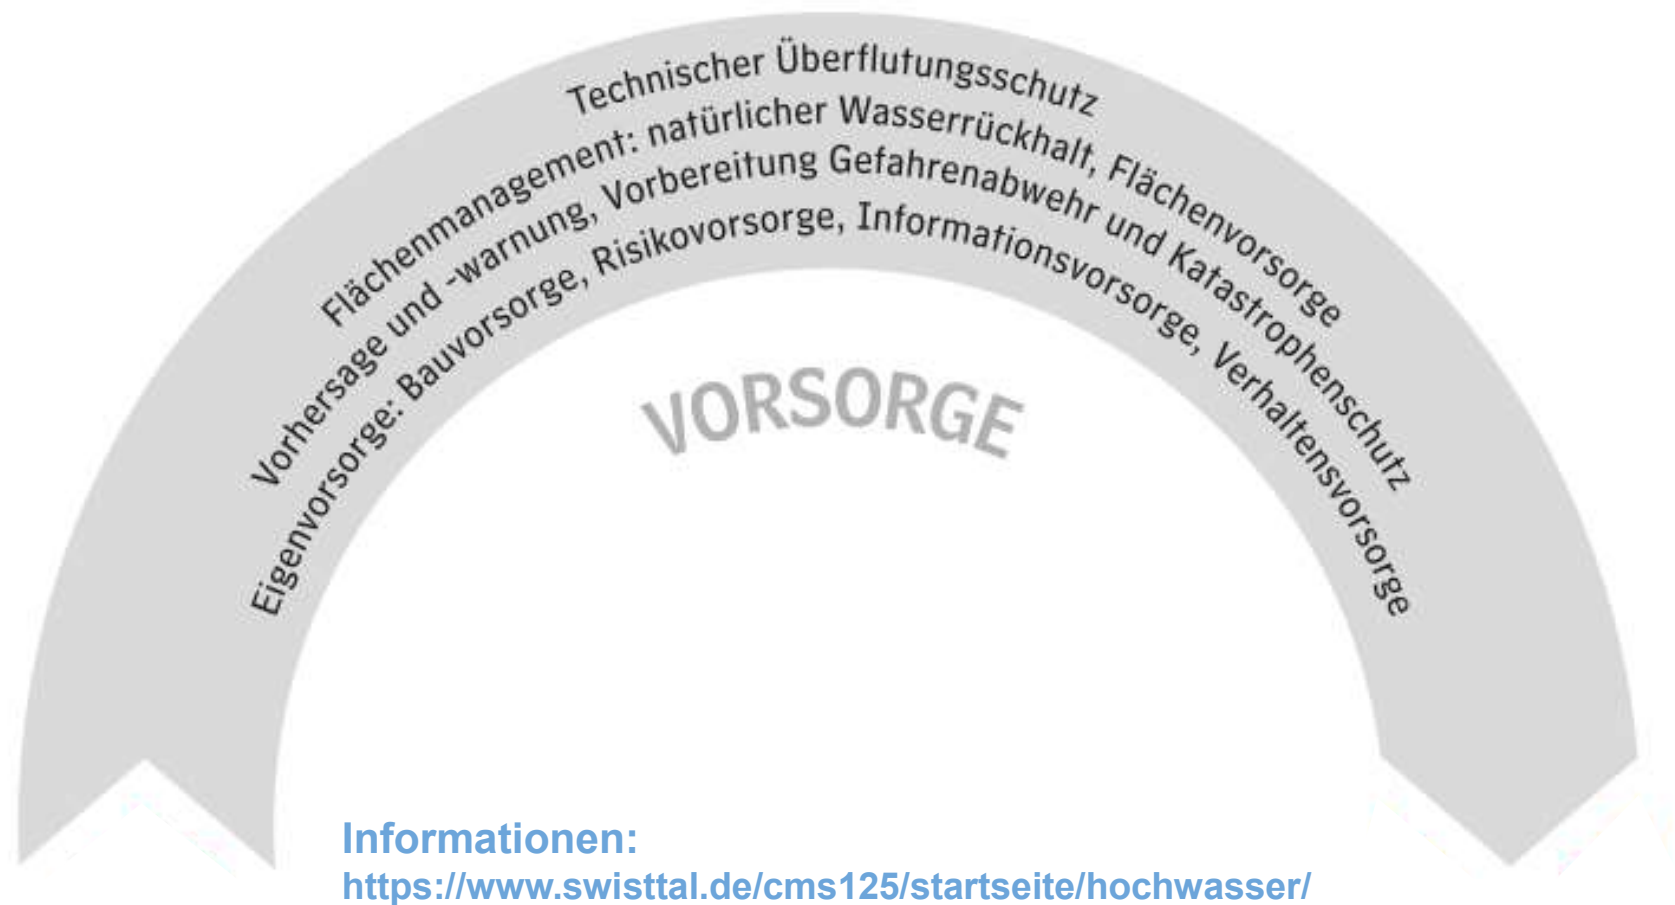 Technischer Überflutungsschutz
Flächenmanagement: natürlicher Wasserrückhalt, Flächenvorsorge
Vorhersage und -warnung, Vorbereitung Gefahrenabwehr und Katastrophenschutz
Eigenvorsorge: Bauvorsorge, Risikovorsorge, Informationsvorsorge, Verhaltensvorsorge
VORSORGE
Informationen:
https://www.swisttal.de/cms125/startseite/hochwasser/